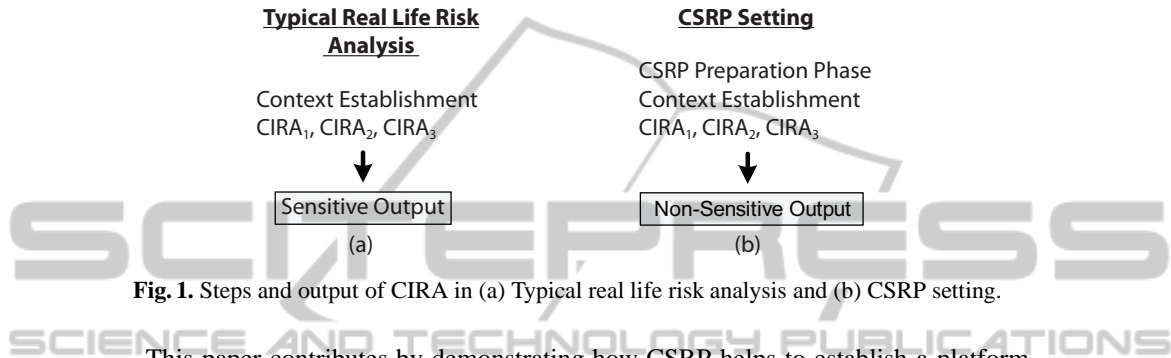 Typical Real Life Risk
Analysis
Context Establishment
CIRA₁, CIRA₂, CIRA₃
Sensitive Output
(a)
CSRP Setting
CSRP Preparation Phase
Context Establishment
CIRA₁, CIRA₂, CIRA₃
Non-Sensitive Output
(b)
SCITEPRESS
Fig. 1. Steps and output of CIRA in (a) Typical real life risk analysis and (b) CSRP setting.
SCIENCE AND TECHNOLOGY PUBLICATIONS
This paper contributes by demonstrating how CSRP helps to establish a platform